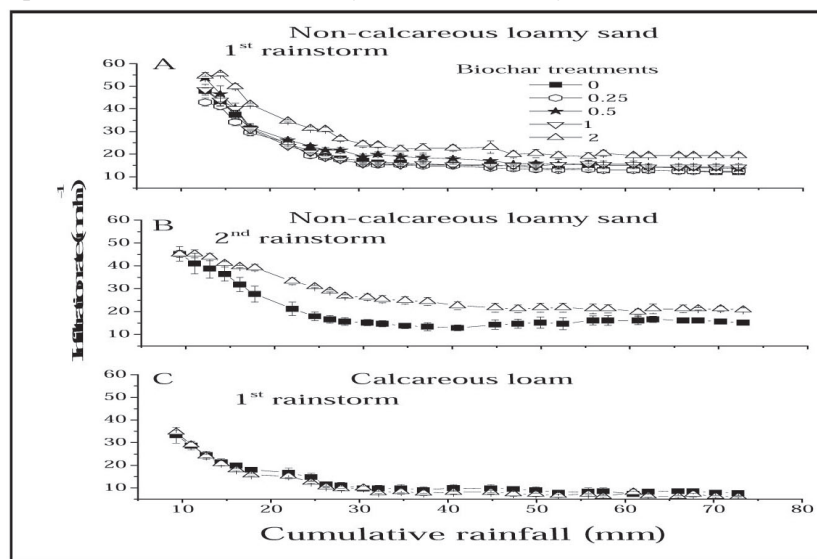 Non-calcareous loamy sand
A
1st rainstorm
Biochar treatments
0
0.25
0.5
1
2
60
50
40
30
20
10
Non-calcareous loamy sand
B
2nd rainstorm
60
50
40
30
20
10
C
Calcareous loam
1st rainstorm
60
50
40
30
20
10
10 20 30 40 50 60 70 80
Cumulative rainfall (mm)